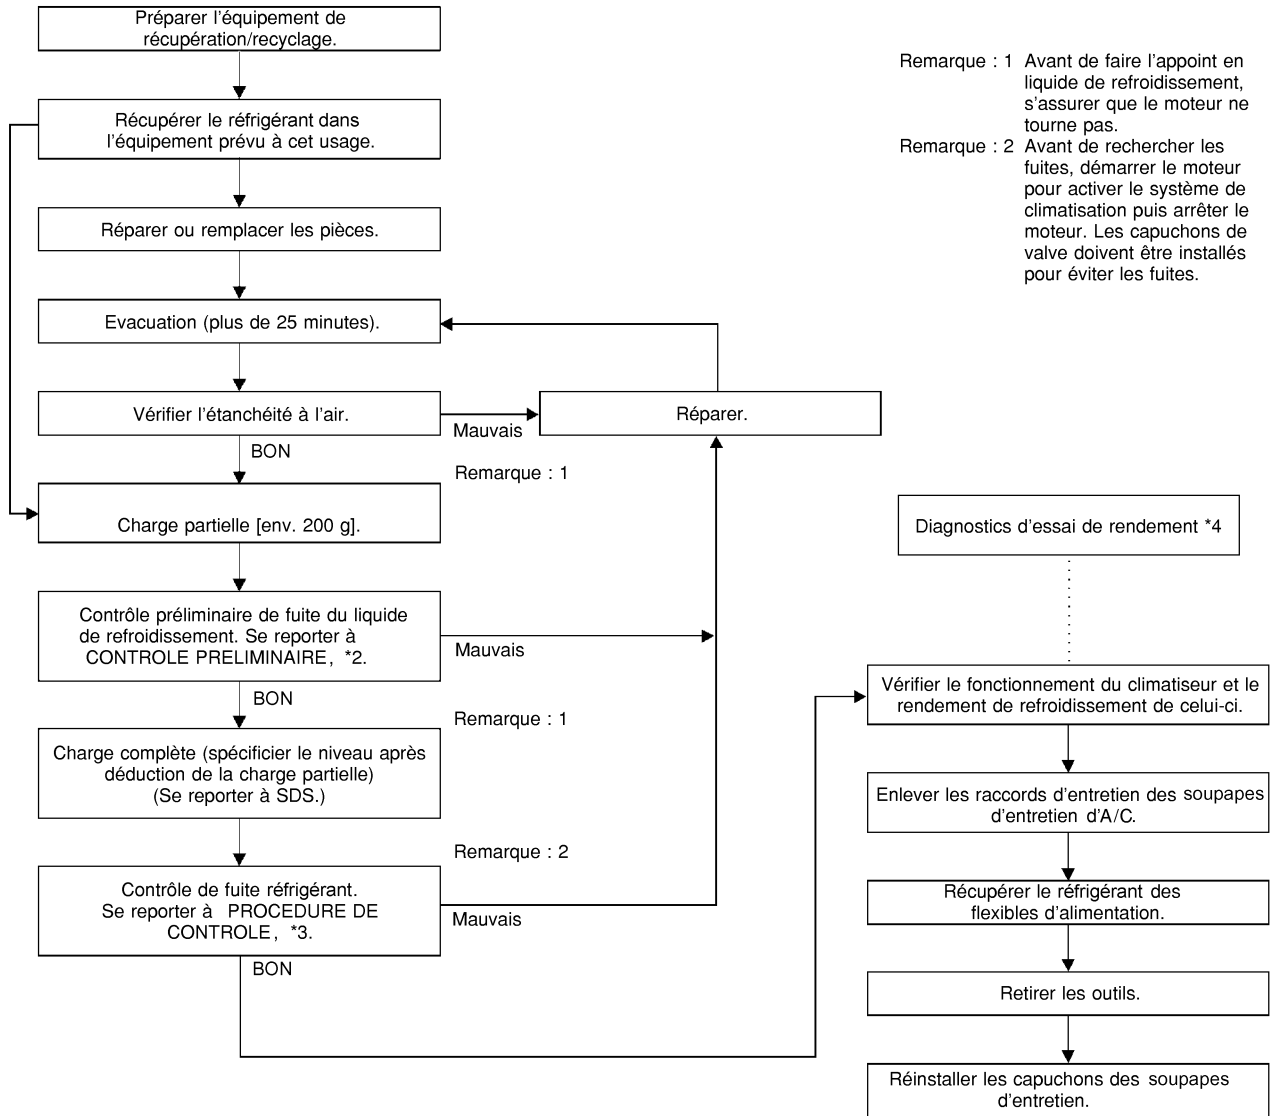 Préparer l'équipement de
récupération/recyclage.
Récupérer le réfrigérant dans
l'équipement prévu à cet usage.
Réparer ou remplacer les pièces.
Evacuation (plus de 25 minutes).
Vérifier l'étanchéité à l'air.
Mauvais
Réparer.
BON
Remarque : 1
Charge partielle [env. 200 g].
Contrôle préliminaire de fuite du liquide
de refroidissement. Se reporter à
CONTROLE PRELIMINAIRE, *2.
Mauvais
BON
Remarque : 1
Charge complète (spécificier le niveau après
déduction de la charge partielle)
(Se reporter à SDS.)
Remarque : 2
Contrôle de fuite réfrigérant.
Se reporter à PROCEDURE DE
CONTROLE, *3.
Mauvais
BON
Remarque : 1 Avant de faire l'appoint en
liquide de refroidissement,
s'assurer que le moteur ne
tourne pas.
Remarque : 2 Avant de rechercher les
fuites, démarrer le moteur
pour activer le système de
climatisation puis arrêter le
moteur. Les capuchons de
valve doivent être installés
pour éviter les fuites.
Diagnostics d'essai de rendement *4
Vérifier le fonctionnement du climatiseur et le
rendement de refroidissement de celui-ci.
Enlever les raccords d'entretien des soupapes
d'entretien d'A/C.
Récupérer le réfrigérant des
flexibles d'alimentation.
Retirer les outils.
Réinstaller les capuchons des soupapes
d'entretien.